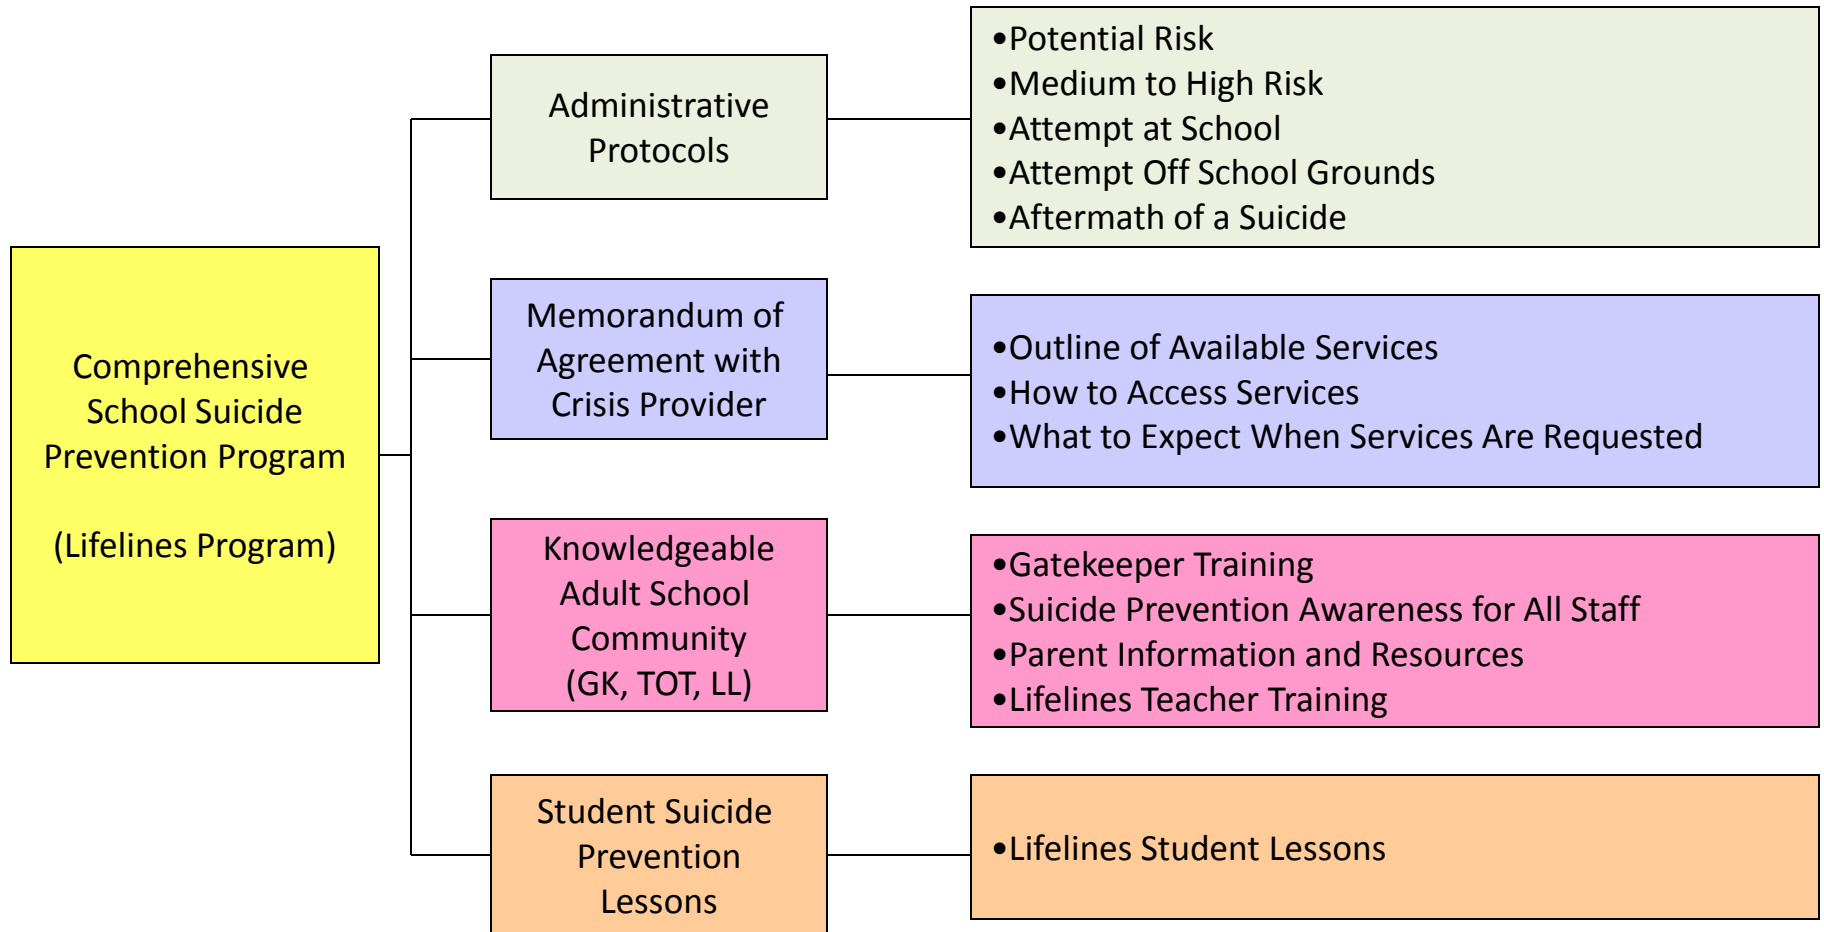 Comprehensive
School Suicide
Prevention Program
(Lifelines Program)
Administrative
Protocols
•Potential Risk
•Medium to High Risk
•Attempt at School
•Attempt Off School Grounds
•Aftermath of a Suicide
Memorandum of
Agreement with
Crisis Provider
•Outline of Available Services
•How to Access Services
•What to Expect When Services Are Requested
Knowledgeable
Adult School
Community
(GK, TOT, LL)
•Gatekeeper Training
•Suicide Prevention Awareness for All Staff
•Parent Information and Resources
•Lifelines Teacher Training
Student Suicide
Prevention
Lessons
•Lifelines Student Lessons